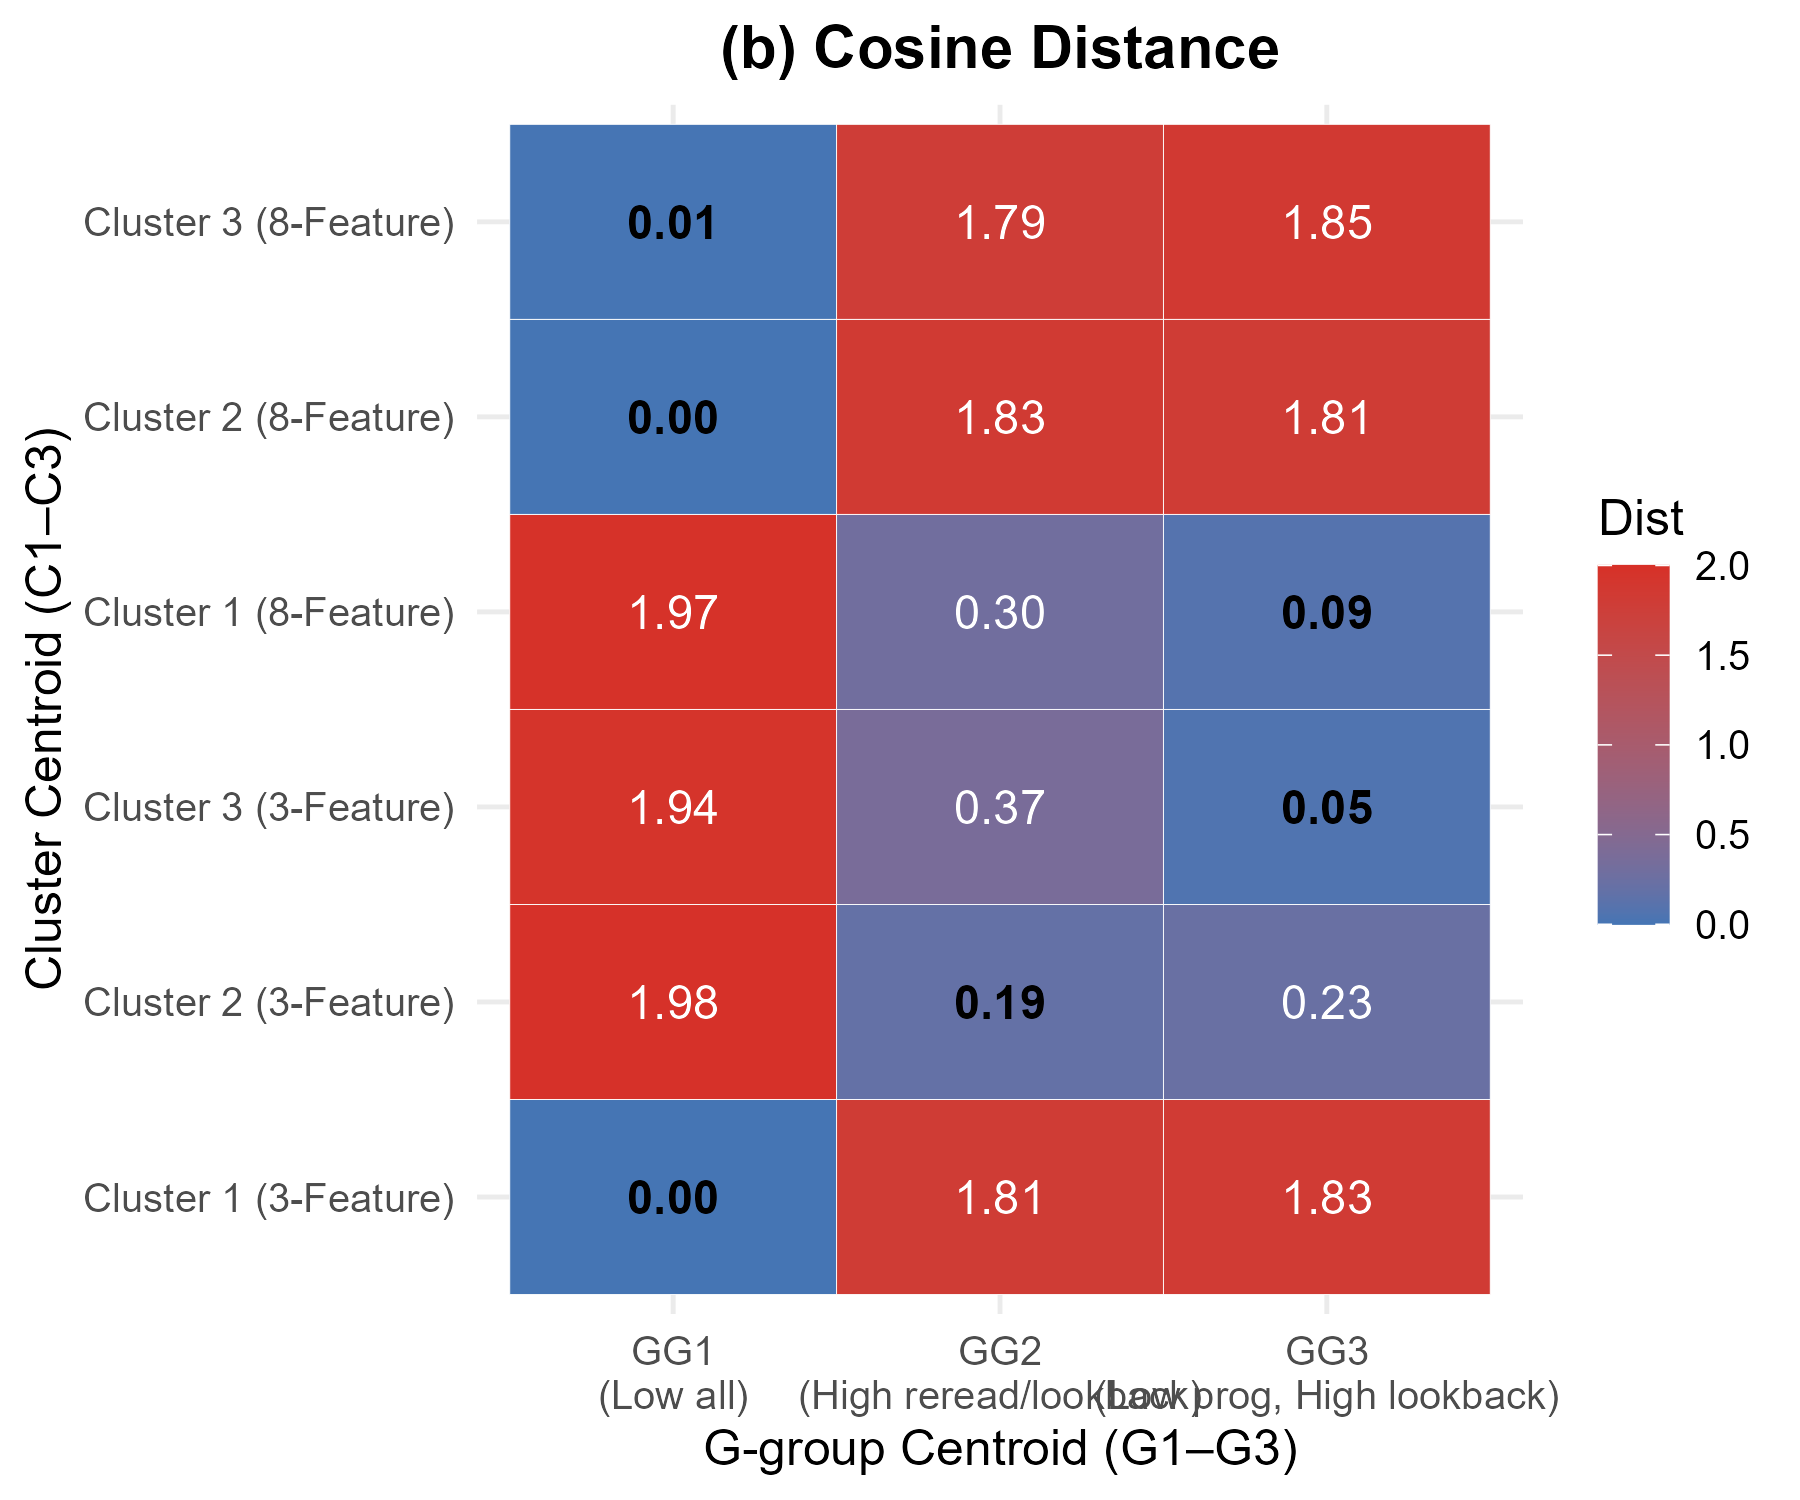 (b) Cosine Distance
Cluster Centroid (C1–C3)
Cluster 3 (8-Feature) 0.01 1.79 1.85
Cluster 2 (8-Feature) 0.00 1.83 1.81
Cluster 1 (8-Feature) 1.97 0.30 0.09
Cluster 3 (3-Feature) 1.94 0.37 0.05
Cluster 2 (3-Feature) 1.98 0.19 0.23
Cluster 1 (3-Feature) 0.00 1.81 1.83
GG1 GG2 GG3
(Low all) (High reread/lookback) (Low prog, High lookback)
G-group Centroid (G1–G3)
Dist
2.0
1.5
1.0
0.5
0.0